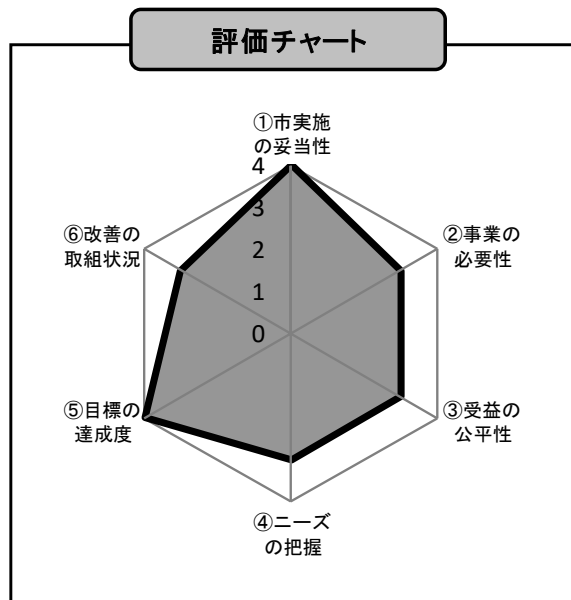 評価チャート
①市実施
の妥当性
4
3
2
1
0
②事業の
必要性
③受益の
公平性
④ニーズ
の把握
⑤目標の
達成度
⑥改善の
取組状況